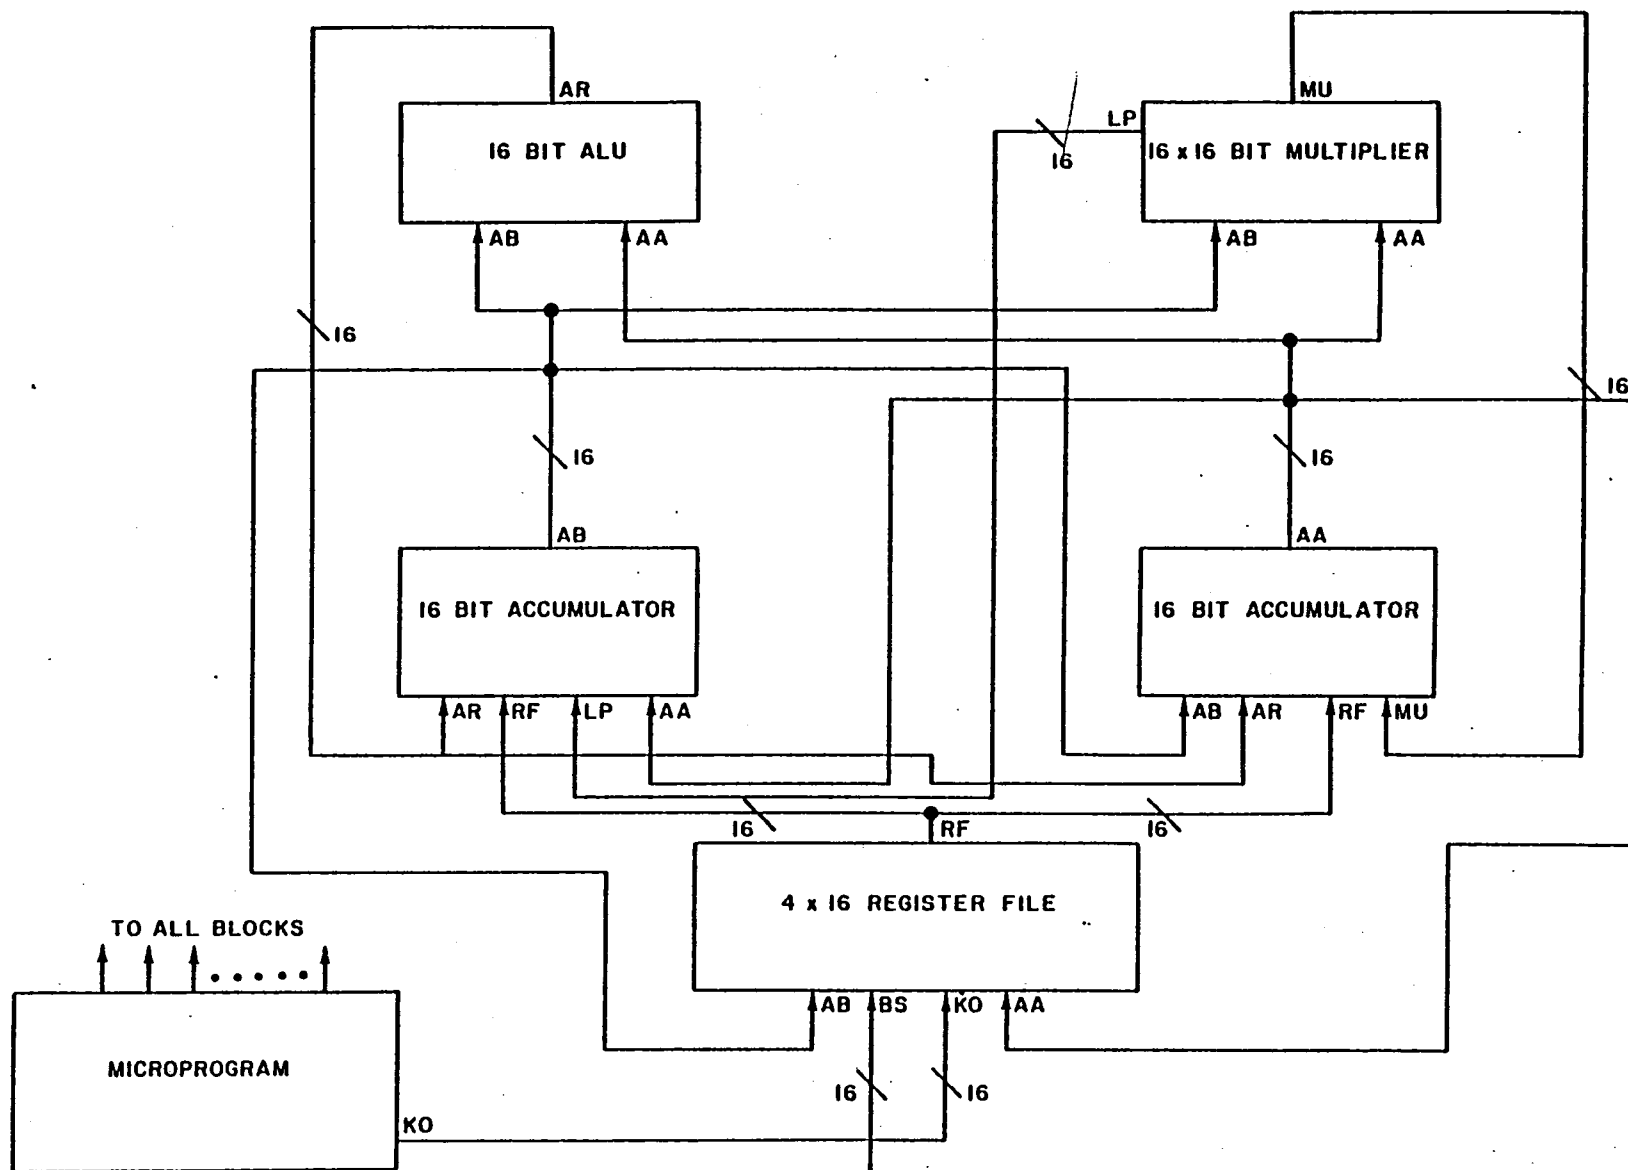 AR
MU
LP
16 BIT ALU
16
16 x 16 BIT MULTIPLIER
AB
AA
AB
AA
16
16
16
16
AB
AA
16 BIT ACCUMULATOR
16 BIT ACCUMULATOR
AR
RF
LP
AA
AB
AR
RF
MU
16
RF
16
4 x 16 REGISTER FILE
TO ALL BLOCKS
AB
BS
KO
AA
MICROPROGRAM
16
16
KO